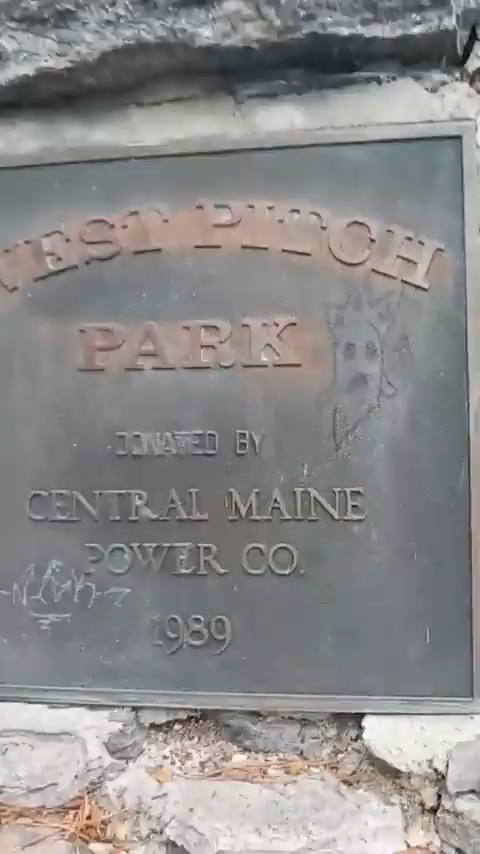 WEST PITCH
PARK
DONATED BY
CENTRAL MAINE
POWER CO.
1989